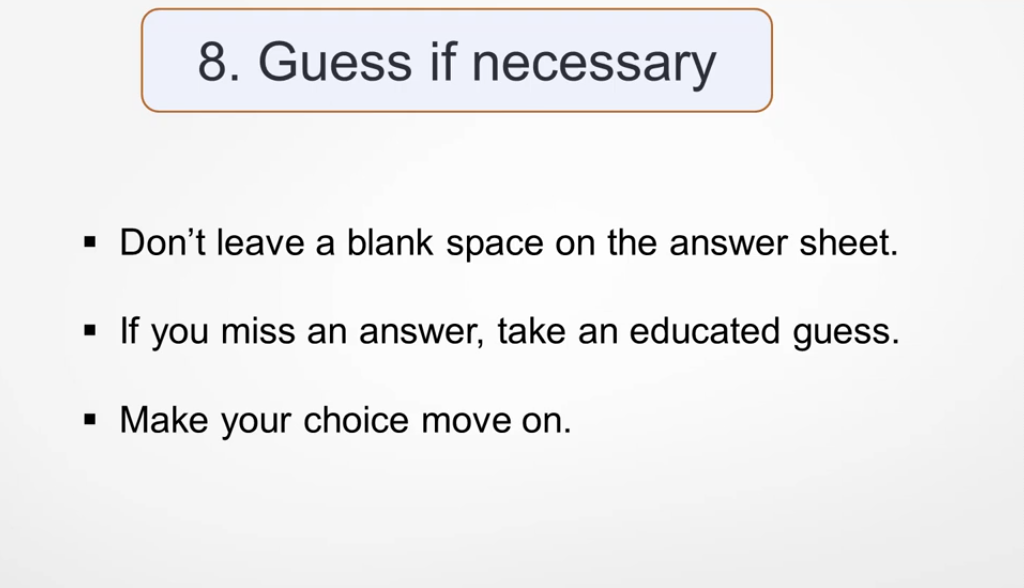 8. Guess if necessary
▪ Don’t leave a blank space on the answer sheet.
▪ If you miss an answer, take an educated guess.
▪ Make your choice move on.